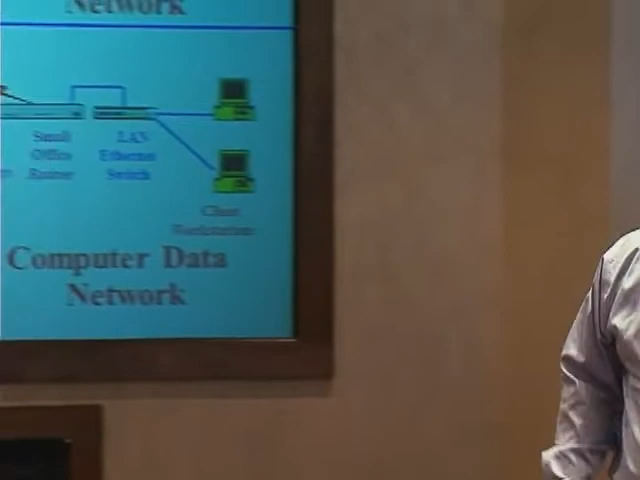 Network
Small
Office
Router
LAN
Ethernet
Switch
Client
Workstation
Computer Data
Network